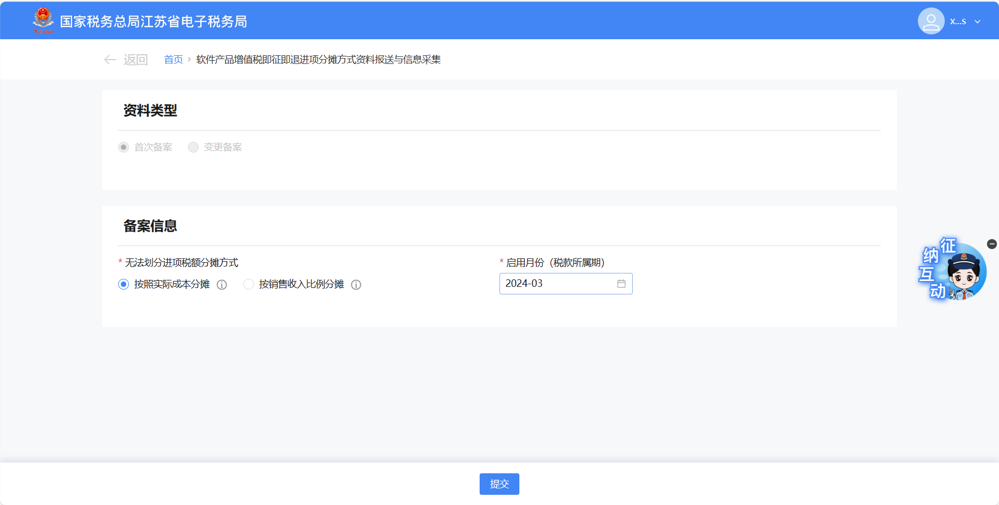 国家税务总局江苏省电子税务局
X...S
返回 首页 › 软件产品增值税即征即退进项分摊方式资料报送与信息采集
资料类型
首次备案 变更备案
备案信息
* 无法划分进项税额分摊方式
* 启用月份（税款所属期）
按照实际成本分摊 按销售收入比例分摊
2024-03
征纳互动
提交